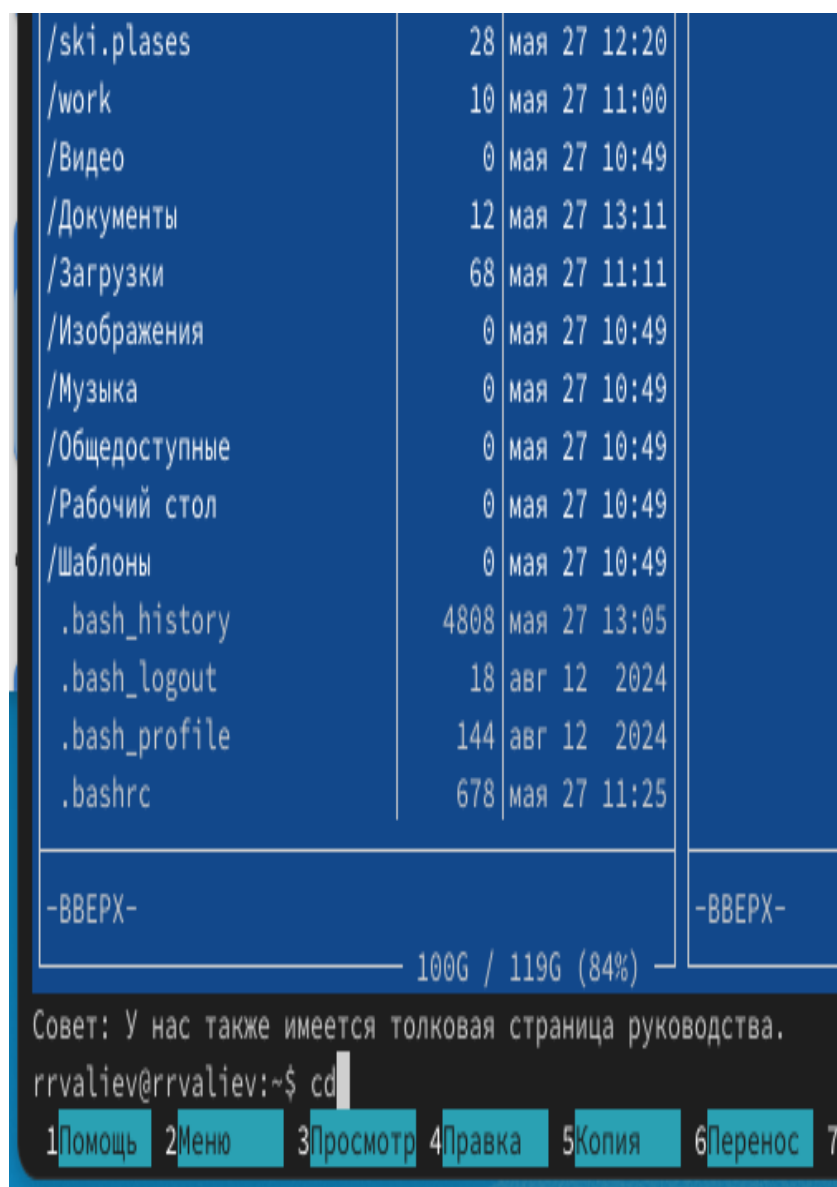 /ski.plases 28 мая 27 12:20
/work 10 мая 27 11:00
/Видео 0 мая 27 10:49
/Документы 12 мая 27 13:11
/Загрузки 68 мая 27 11:11
/Изображения 0 мая 27 10:49
/Музыка 0 мая 27 10:49
/Общедоступные 0 мая 27 10:49
/Рабочий стол 0 мая 27 10:49
/Шаблоны 0 мая 27 10:49
.bash_history 4808 мая 27 13:05
.bash_logout 18 авг 12 2024
.bash_profile 144 авг 12 2024
.bashrc 678 мая 27 11:25
-ВВЕРХ- -ВВЕРХ-
100G / 119G (84%)
Совет: У нас также имеется толковая страница руководства.
rrvaliev@rrvaliev:~$ cd
1Помощь 2Меню 3Просмотр 4Правка 5Копия 6Перенос 7